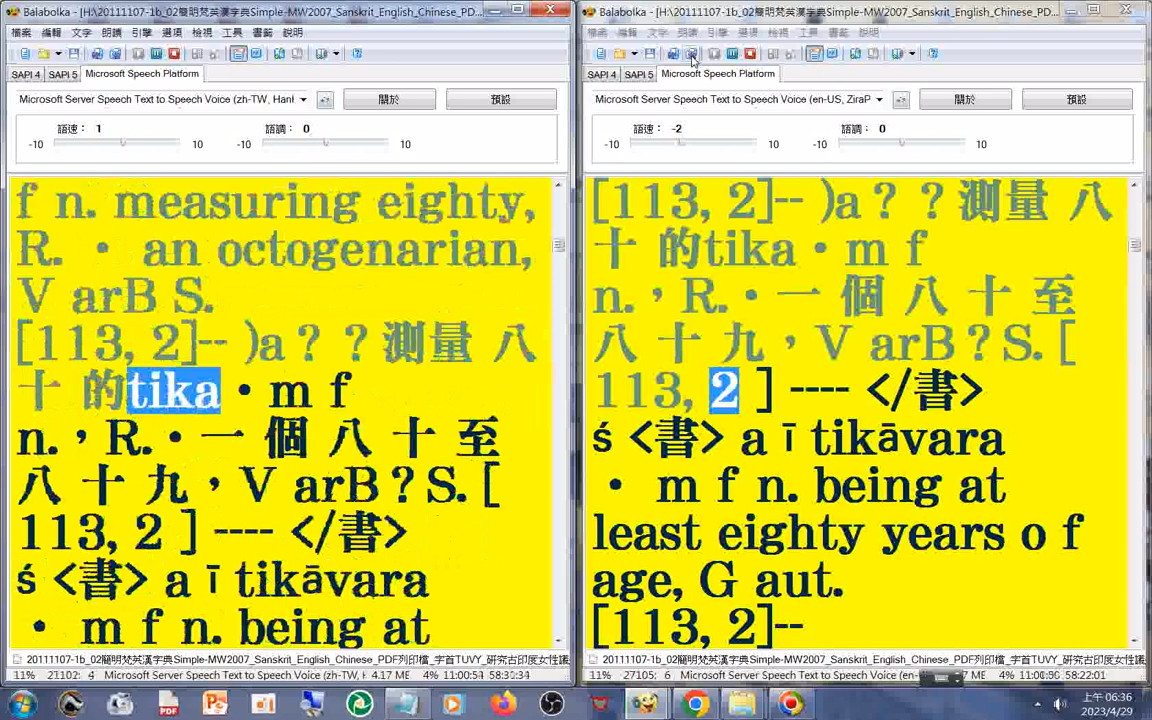 Balabolka - [H:\20111107-1b_02簡明梵英漢字典Simple-MW2007_Sanskrit_English_Chinese_PD...
檔案 編輯 文字 朗讀 引擎 選項 檢視 工具 書籤 說明
SAPI 4 SAPI 5 Microsoft Speech Platform
Microsoft Server Speech Text to Speech Voice (zh-TW, Hanl
關於 預設
語速： 1 語調： 0
-10 10 -10 10
f n. measuring eighty,
R. • an octogenarian,
V arB S.
[113, 2]-- )a？？測量 八
十 的tika • m f
n.，R.•一 個 八 十 至
八 十 九，V arB？S. [
113, 2 ] ---- </書>
ś <書> a ī tikāvara
• m f n. being at
20111107-1b_02簡明梵英漢字典Simple-MW2007_Sanskrit_English_Chinese_PDF列印檔_字首TUVY_研究古印度女性議
11% 27102: 4 Microsoft Server Speech Text to Speech Voice (zh-TW, H 4.17 ME 4% 11:00:54 58:30:34
Balabolka - [H:\20111107-1b_02簡明梵英漢字典Simple-MW2007_Sanskrit_English_Chinese_PDF...
檔案 編輯 文字 朗讀 引擎 選項 檢視 工具 書籤 說明
SAPI 4 SAPI 5 Microsoft Speech Platform
Microsoft Server Speech Text to Speech Voice (en-US, ZiraP
關於 預設
語速： -2 語調： 0
-10 10 -10 10
[113, 2]-- )a？？測量 八
十 的tika • m f
n.，R.•一 個 八 十 至
八 十 九，V arB？S. [
113, 2 ] ---- </書>
ś <書> a ī tikāvara
• m f n. being at
least eighty years o f
age, G aut.
[113, 2]--
20111107-1b_02簡明梵英漢字典Simple-MW2007_Sanskrit_English_Chinese_PDF列印檔_字首TUVY_研究古印度女性議
11% 27105: 6 Microsoft Server Speech Text to Speech Voice (en- 4.17 ME 4% 11:00:59 58:22:01
上午 06:36
2023/4/29